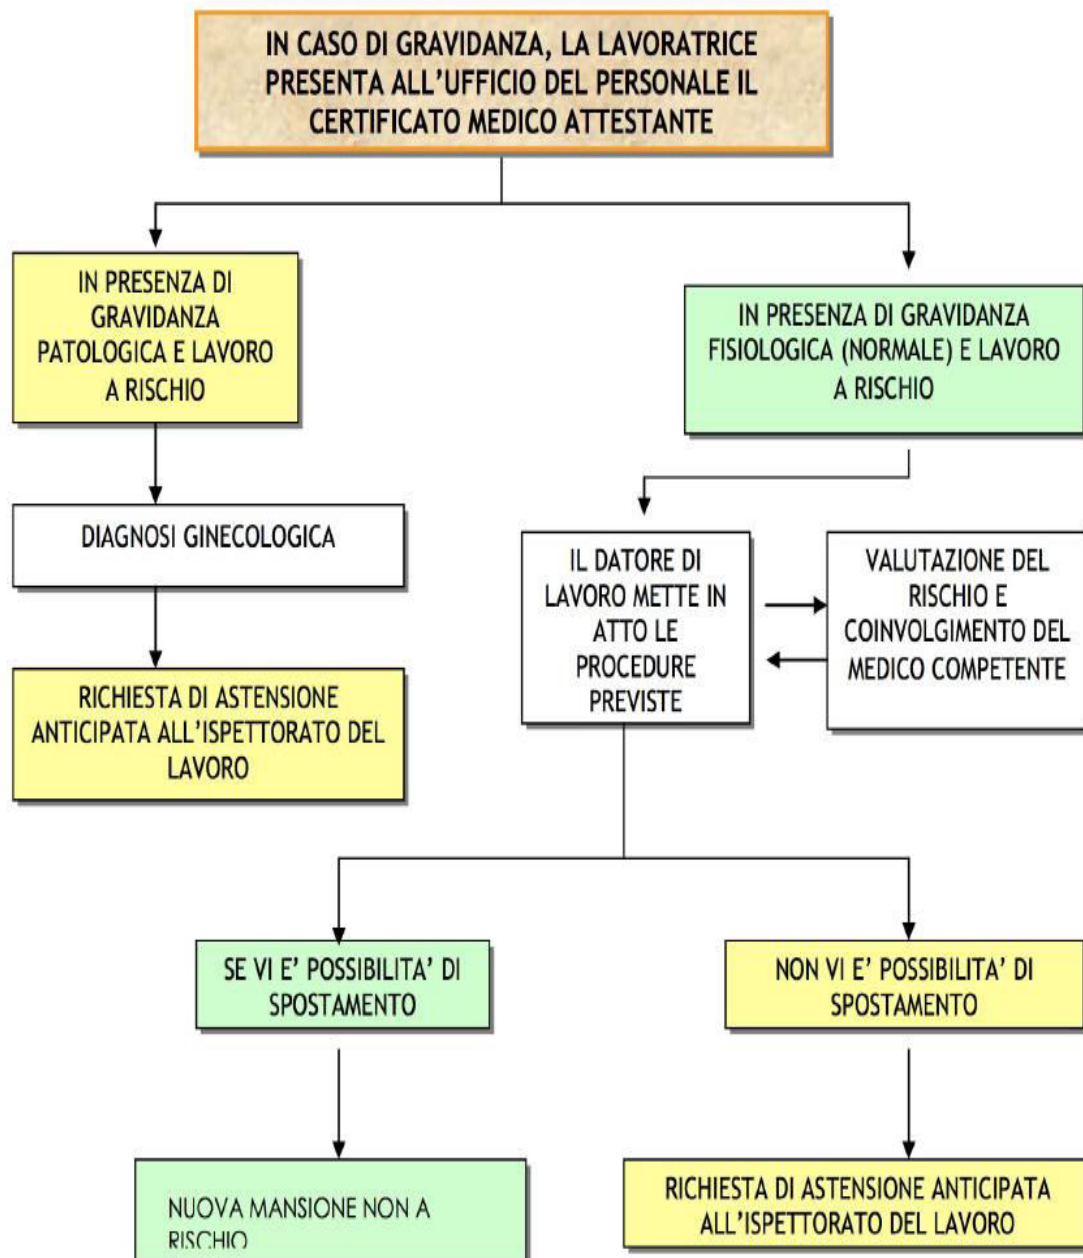 IN CASO DI GRAVIDANZA, LA LAVORATRICE
PRESENTA ALL'UFFICIO DEL PERSONALE IL
CERTIFICATO MEDICO ATTESTANTE
IN PRESENZA DI
GRAVIDANZA
PATOLOGICA E LAVORO
A RISCHIO
IN PRESENZA DI GRAVIDANZA
FISIOLOGICA (NORMALE) E LAVORO
A RISCHIO
DIAGNOSI GINECOLOGICA
IL DATORE DI
LAVORO METTE IN
ATTO LE
PROCEDURE
PREVISTE
VALUTAZIONE DEL
RISCHIO E
COINVOLGIMENTO DEL
MEDICO COMPETENTE
RICHIESTA DI ASTENSIONE
ANTICIPATA ALL'ISPETTORATO DEL
LAVORO
SE VI E' POSSIBILITA' DI
SPOSTAMENTO
NON VI E' POSSIBILITA' DI
SPOSTAMENTO
NUOVA MANSIONE NON A
RISCHIO
RICHIESTA DI ASTENSIONE ANTICIPATA
ALL'ISPETTORATO DEL LAVORO